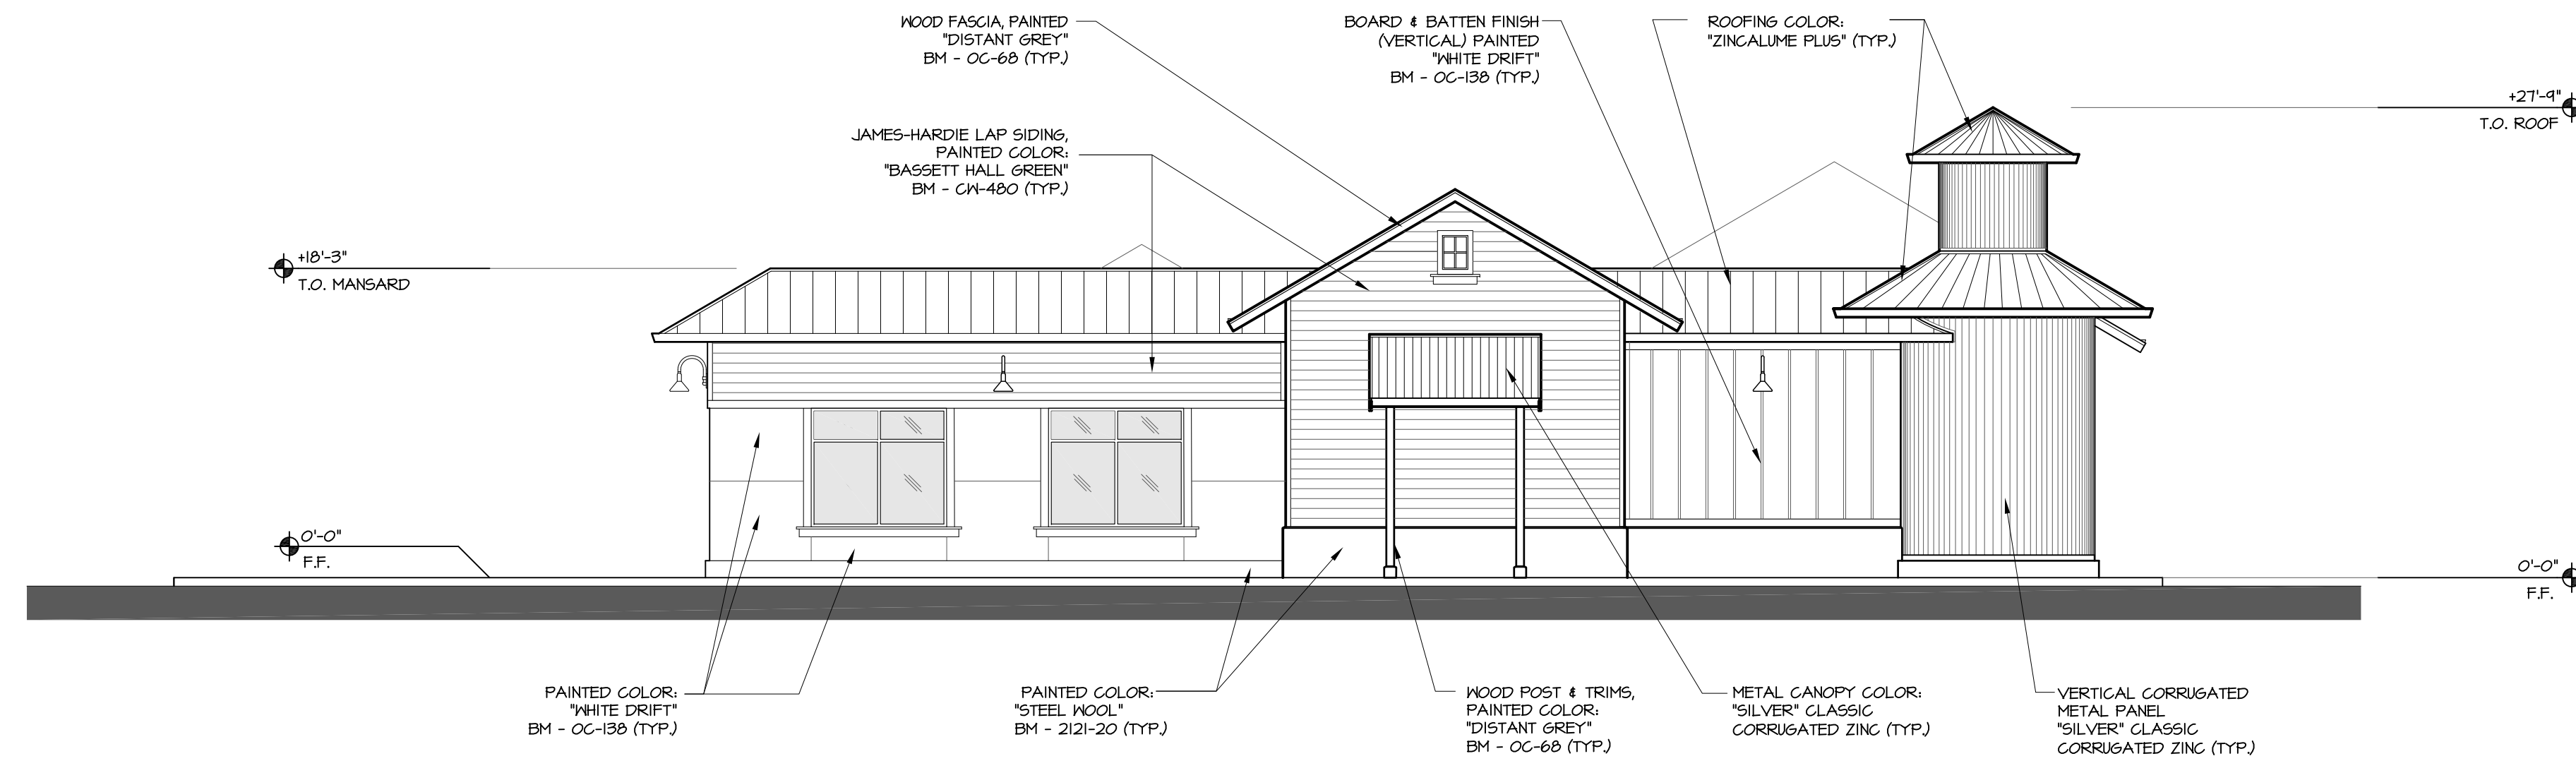 WOOD FASCIA, PAINTED
"DISTANT GREY"
BM - OC-68 (TYP.)
BOARD & BATTEN FINISH
(VERTICAL) PAINTED
"WHITE DRIFT"
BM - OC-138 (TYP.)
ROOFING COLOR:
"ZINCALUME PLUS" (TYP.)
+27'-9"
T.O. ROOF
JAMES-HARDIE LAP SIDING,
PAINTED COLOR:
"BASSETT HALL GREEN"
BM - CW-480 (TYP.)
+18'-3"
T.O. MANSARD
0'-0"
F.F.
0'-0"
F.F.
PAINTED COLOR:
"WHITE DRIFT"
BM - OC-138 (TYP.)
PAINTED COLOR:
"STEEL WOOL"
BM - 2121-20 (TYP.)
WOOD POST & TRIMS,
PAINTED COLOR:
"DISTANT GREY"
BM - OC-68 (TYP.)
METAL CANOPY COLOR:
"SILVER" CLASSIC
CORRUGATED ZINC (TYP.)
VERTICAL CORRUGATED
METAL PANEL
"SILVER" CLASSIC
CORRUGATED ZINC (TYP.)